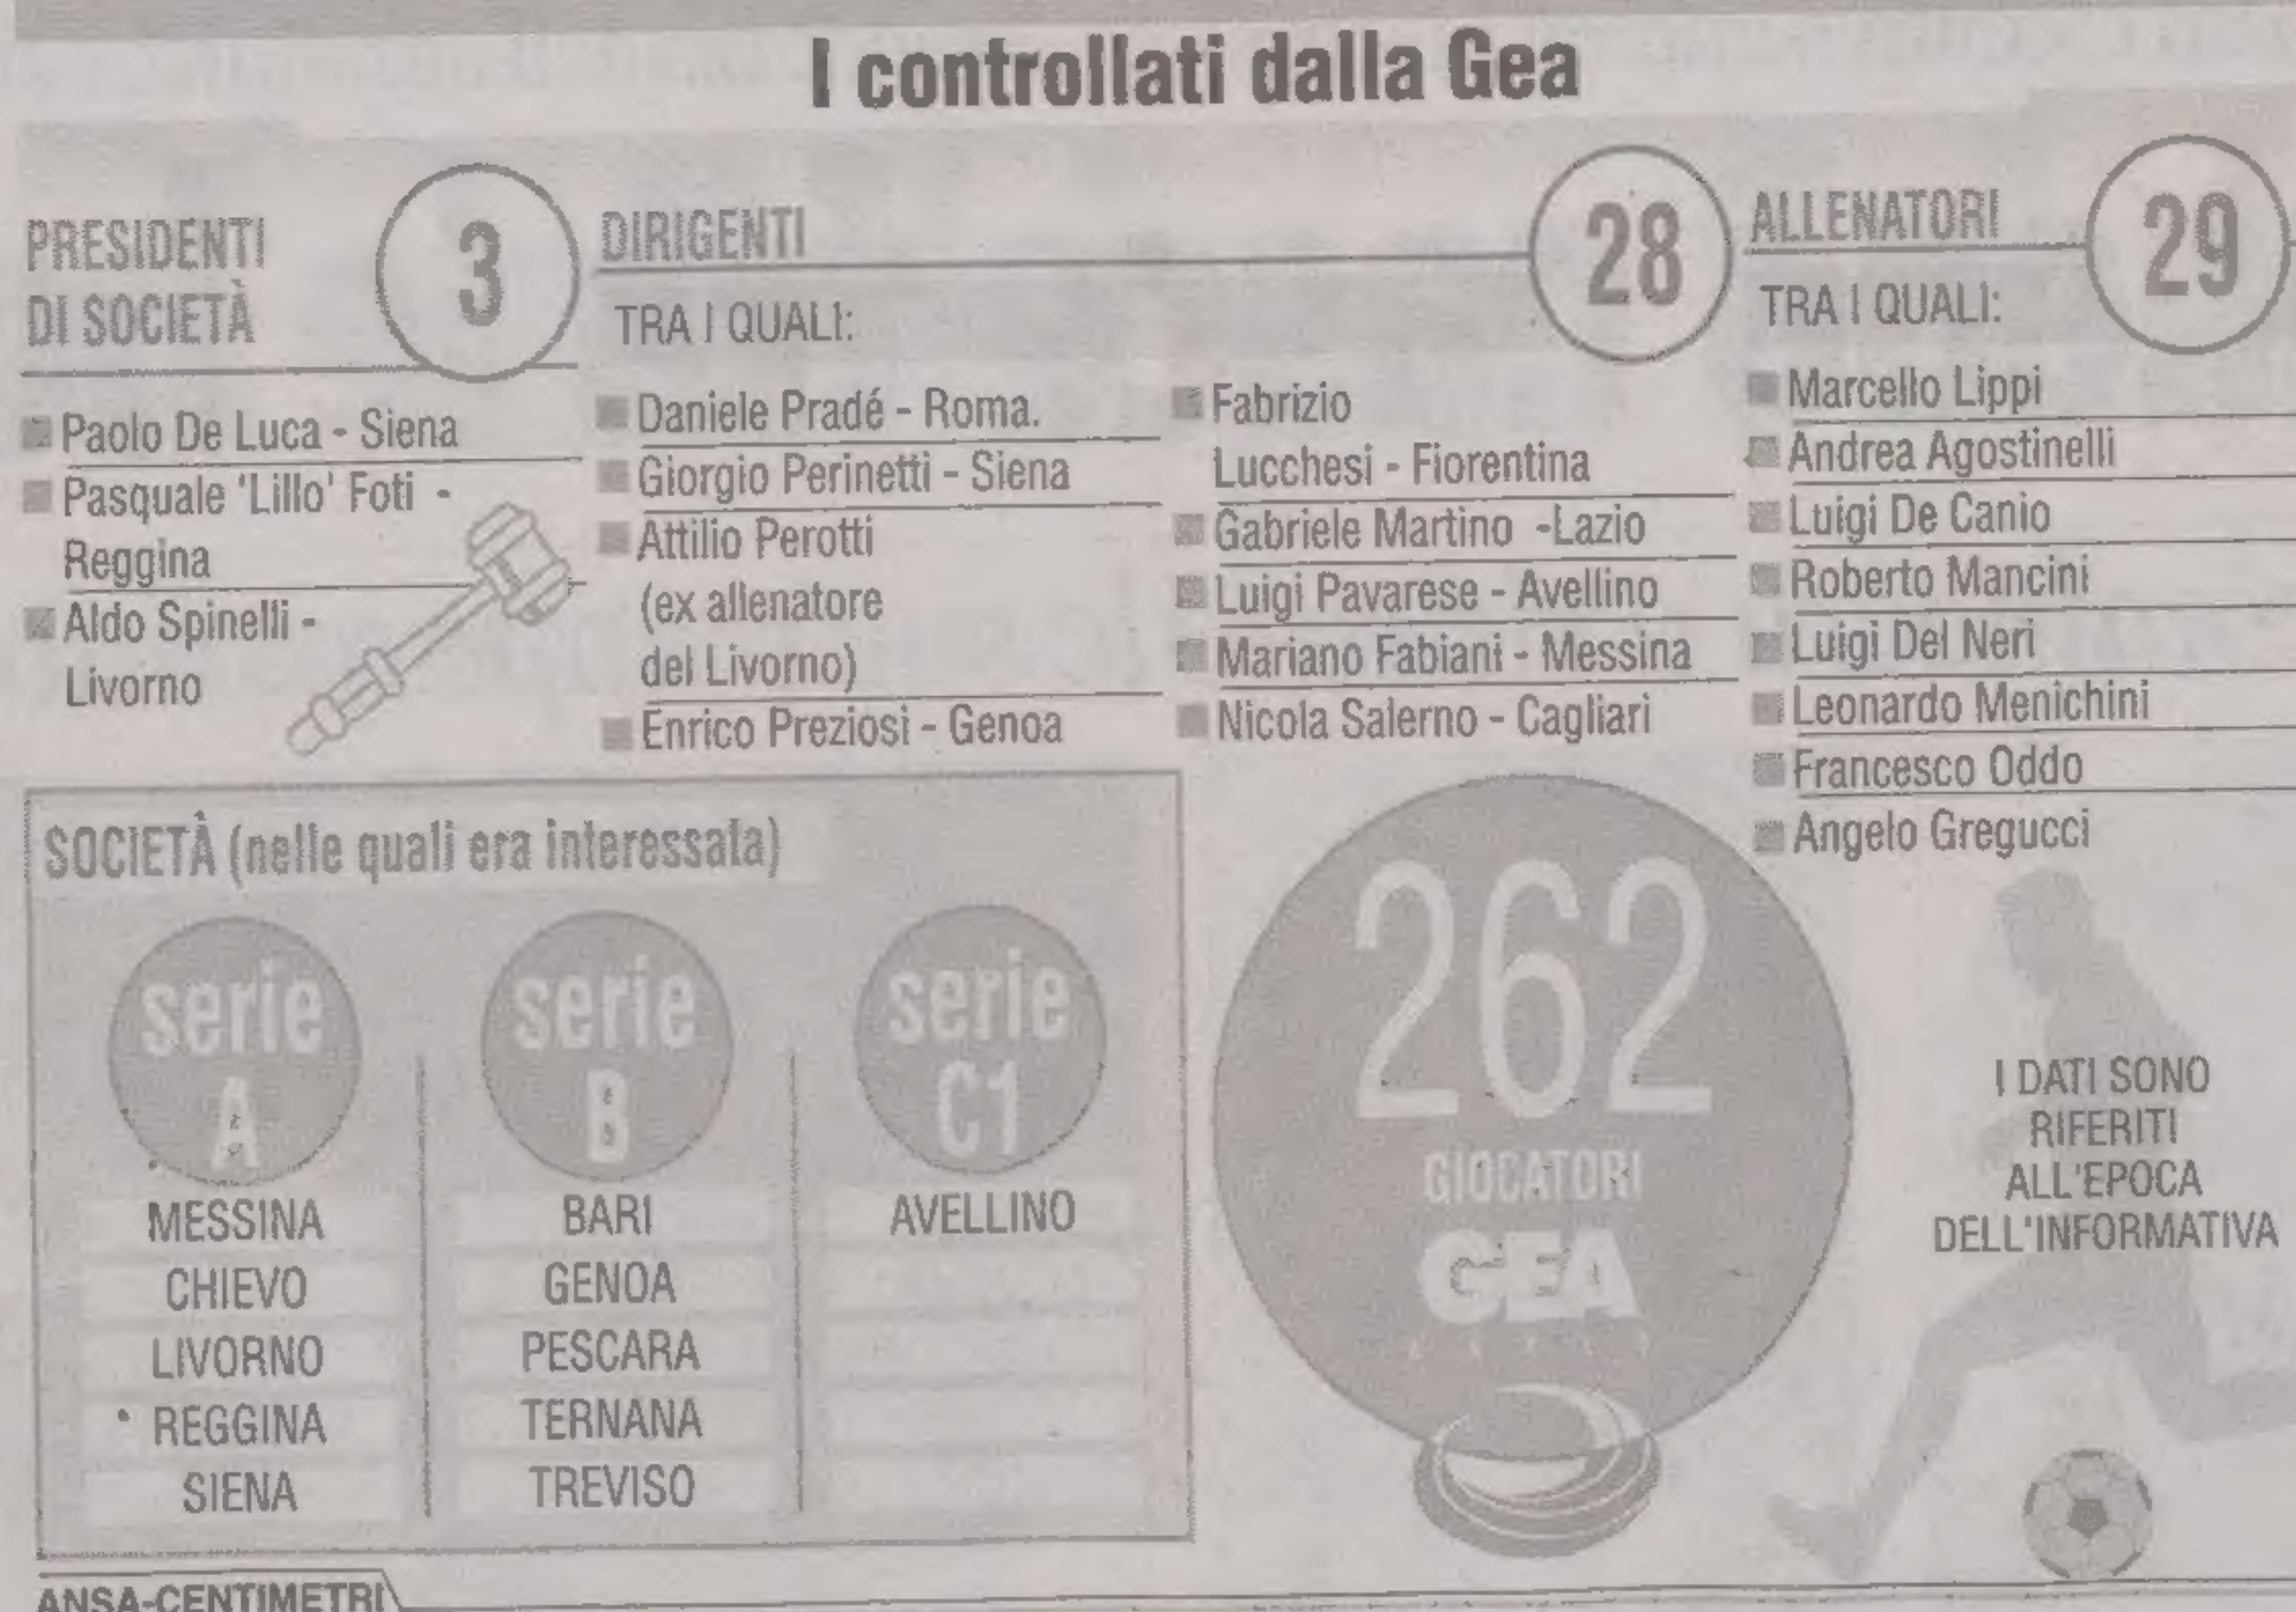 I controllati dalla Gea
PRESIDENTI
DI SOCIETÀ
3
Paolo De Luca - Siena
Pasquale 'Lillo' Foti -
Reggina
Aldo Spinelli -
Livorno
DIRIGENTI
28
TRA I QUALI:
Daniele Pradé - Roma.
Giorgio Perinetti - Siena
Attilio Perotti
(ex allenatore
del Livorno)
Enrico Preziosi - Genoa
Fabrizio
Lucchesi - Fiorentina
Gabriele Martino -Lazio
Luigi Pavarese - Avellino
Mariano Fabiani - Messina
Nicola Salerno - Cagliari
ALLENATORI
29
TRA I QUALI:
Marcello Lippi
Andrea Agostinelli
Luigi De Canio
Roberto Mancini
Luigi Del Neri
Leonardo Menichini
Francesco Oddo
Angelo Gregucci
SOCIETÀ (nelle quali era interessata)
serie
A
MESSINA
CHIEVO
LIVORNO
REGGINA
SIENA
serie
B
BARI
GENOA
PESCARA
TERNANA
TREVISO
serie
C1
AVELLINO
262
GIOCATORI
GEA
I DATI SONO
RIFERITI
ALL'EPOCA
DELL'INFORMATIVA
ANSA-CENTIMETRI